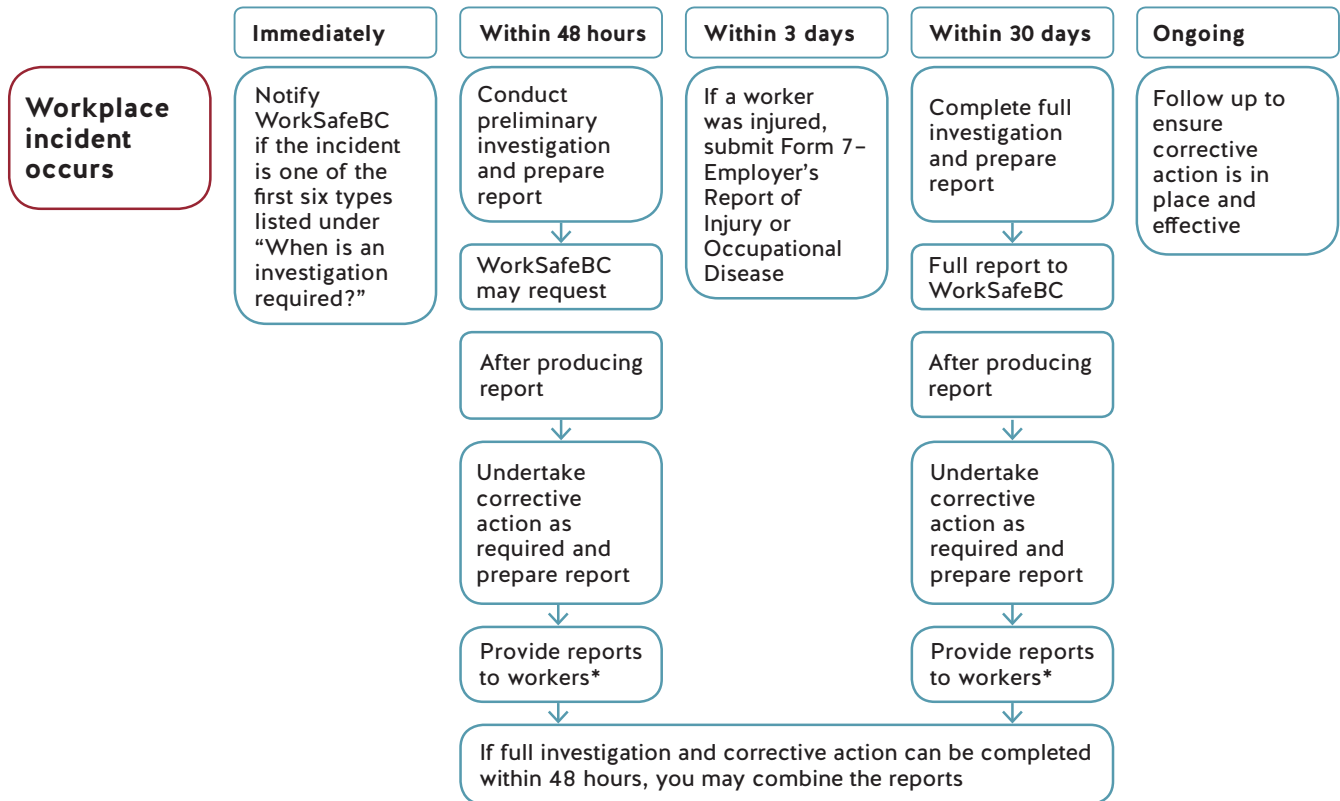 Immediately
Within 48 hours
Within 3 days
Within 30 days
Ongoing
Workplace
incident
occurs
Notify
WorkSafeBC
if the incident
is one of the
first six types
listed under
“When is an
investigation
required?”
Conduct
preliminary
investigation
and prepare
report
WorkSafeBC
may request
After producing
report
Undertake
corrective
action as
required and
prepare report
Provide reports
to workers*
If a worker
was injured,
submit Form 7–
Employer’s
Report of
Injury or
Occupational
Disease
Complete full
investigation
and prepare
report
Full report to
WorkSafeBC
After producing
report
Undertake
corrective
action as
required and
prepare report
Provide reports
to workers*
Follow up to
ensure
corrective
action is in
place and
effective
If full investigation and corrective action can be completed
within 48 hours, you may combine the reports